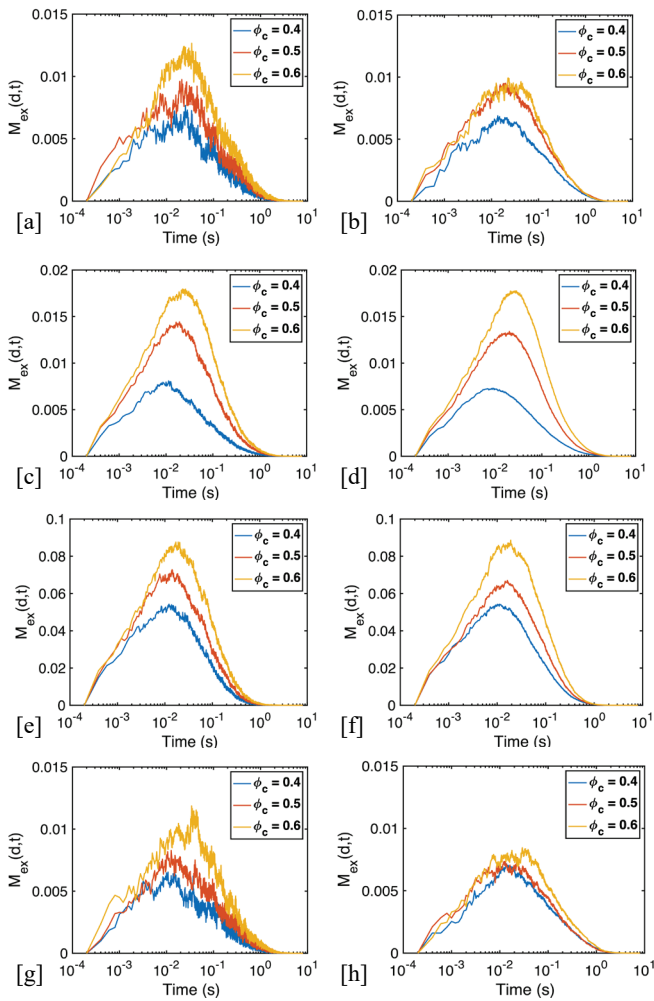 0.015
0.01
0.005
0
M_ex(d,t)
ϕ_c = 0.4
ϕ_c = 0.5
ϕ_c = 0.6
10^-4 10^-3 10^-2 10^-1 10^0 10^1
Time (s)
[a]
0.015
0.01
0.005
0
M_ex(d,t)
ϕ_c = 0.4
ϕ_c = 0.5
ϕ_c = 0.6
10^-4 10^-3 10^-2 10^-1 10^0 10^1
Time (s)
[b]
0.02
0.015
0.01
0.005
0
M_ex(d,t)
ϕ_c = 0.4
ϕ_c = 0.5
ϕ_c = 0.6
10^-4 10^-3 10^-2 10^-1 10^0 10^1
Time (s)
[c]
0.02
0.015
0.01
0.005
0
M_ex(d,t)
ϕ_c = 0.4
ϕ_c = 0.5
ϕ_c = 0.6
10^-4 10^-3 10^-2 10^-1 10^0 10^1
Time (s)
[d]
0.1
0.08
0.06
0.04
0.02
0
M_ex(d,t)
ϕ_c = 0.4
ϕ_c = 0.5
ϕ_c = 0.6
10^-4 10^-3 10^-2 10^-1 10^0 10^1
Time (s)
[e]
0.1
0.08
0.06
0.04
0.02
0
M_ex(d,t)
ϕ_c = 0.4
ϕ_c = 0.5
ϕ_c = 0.6
10^-4 10^-3 10^-2 10^-1 10^0 10^1
Time (s)
[f]
0.015
0.01
0.005
0
M_ex(d,t)
ϕ_c = 0.4
ϕ_c = 0.5
ϕ_c = 0.6
10^-4 10^-3 10^-2 10^-1 10^0 10^1
Time (s)
[g]
0.015
0.01
0.005
0
M_ex(d,t)
ϕ_c = 0.4
ϕ_c = 0.5
ϕ_c = 0.6
10^-4 10^-3 10^-2 10^-1 10^0 10^1
Time (s)
[h]